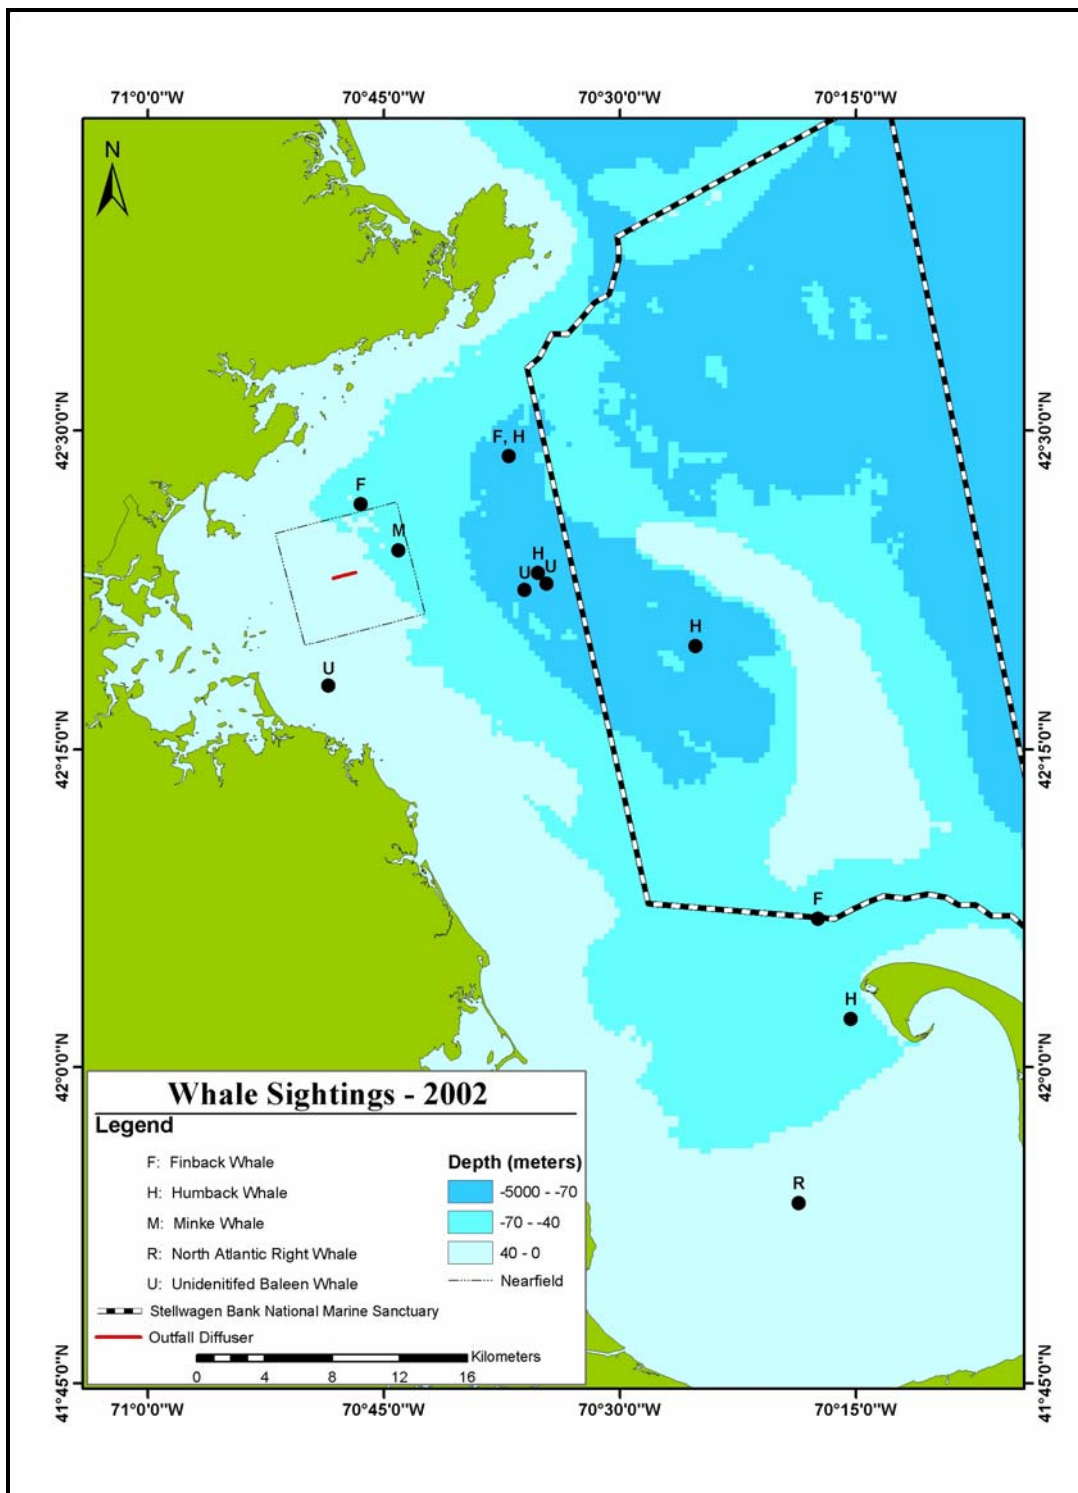 71°0'0"W 70°45'0"W 70°30'0"W 70°15'0"W
N
42°30'0"N 42°30'0"N
F, H
F
M
H
U U
H
U
42°15'0"N 42°15'0"N
F
H
42°0'0"N 42°0'0"N
R
Whale Sightings - 2002
Legend
F: Finback Whale
H: Humback Whale
M: Minke Whale
R: North Atlantic Right Whale
U: Unidenitifed Baleen Whale
Stellwagen Bank National Marine Sanctuary
Outfall Diffuser
Depth (meters)
-5000 - -70
-70 - -40
40 - 0
Nearfield
Kilometers
0 4 8 12 16
41°45'0"N 41°45'0"N
71°0'0"W 70°45'0"W 70°30'0"W 70°15'0"W